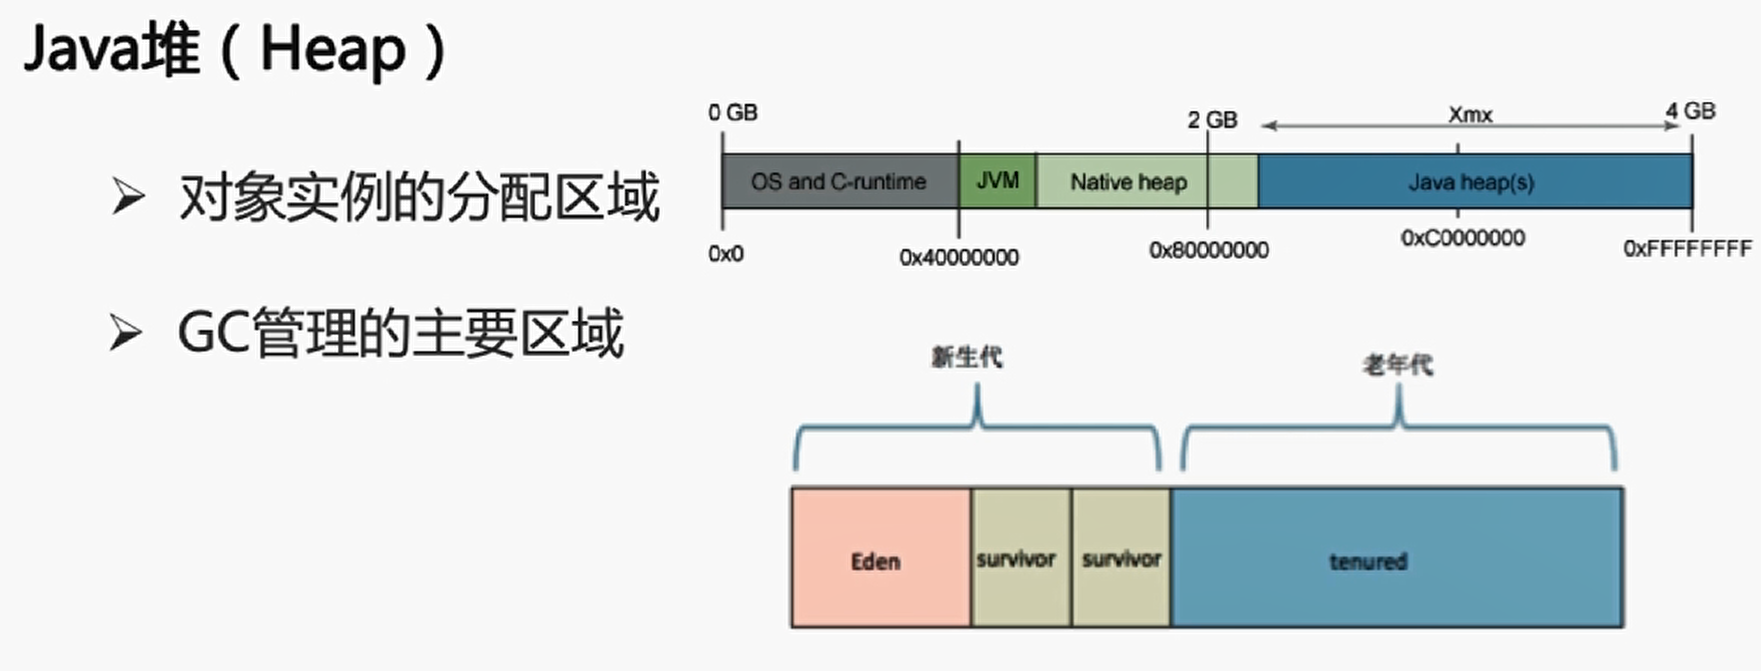 Java堆（Heap）
➢ 对象实例的分配区域
➢ GC管理的主要区域
0 GB 2 GB Xmx 4 GB
OS and C-runtime JVM Native heap Java heap(s)
0x0 0x40000000 0x80000000 0xC0000000 0xFFFFFFFF
新生代 老年代
Eden survivor survivor tenured